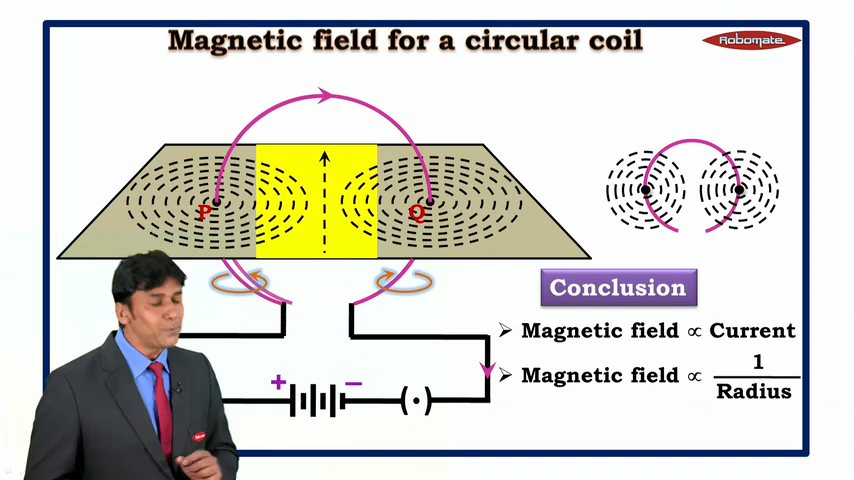 Magnetic field for a circular coil
Robomate
P
Q
Conclusion
➢ Magnetic field ∝ Current
➢ Magnetic field ∝ 1
Radius
+
−
(·)